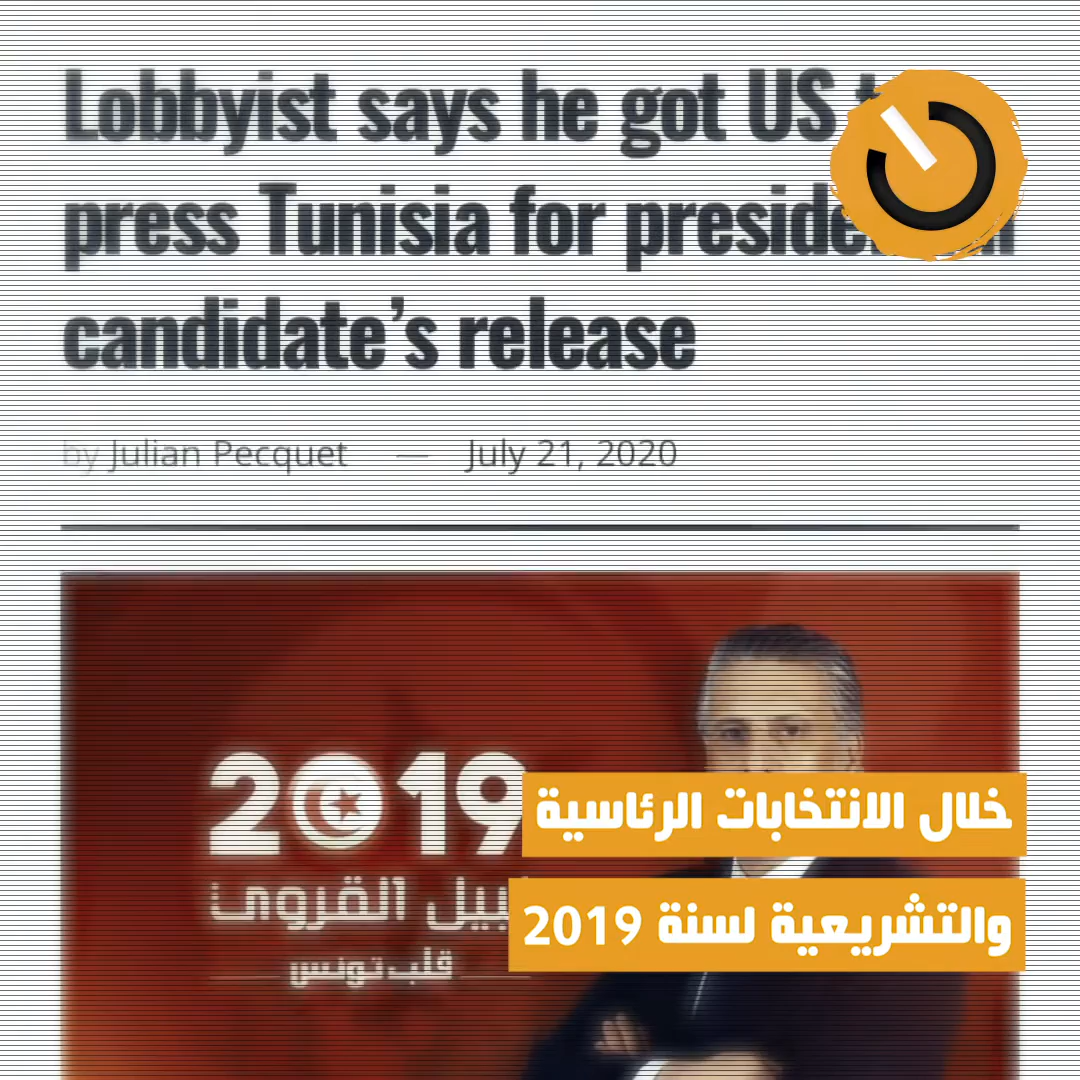 Lobbyist says he got US
press Tunisia for
candidate’s release
by Julian Pecquet — July 21, 2020
2019
القروي
قلب تونس
خلال الانتخابات الرئاسية
والتشريعية لسنة 2019